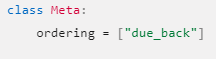 class Meta:
    ordering = ["due_back"]